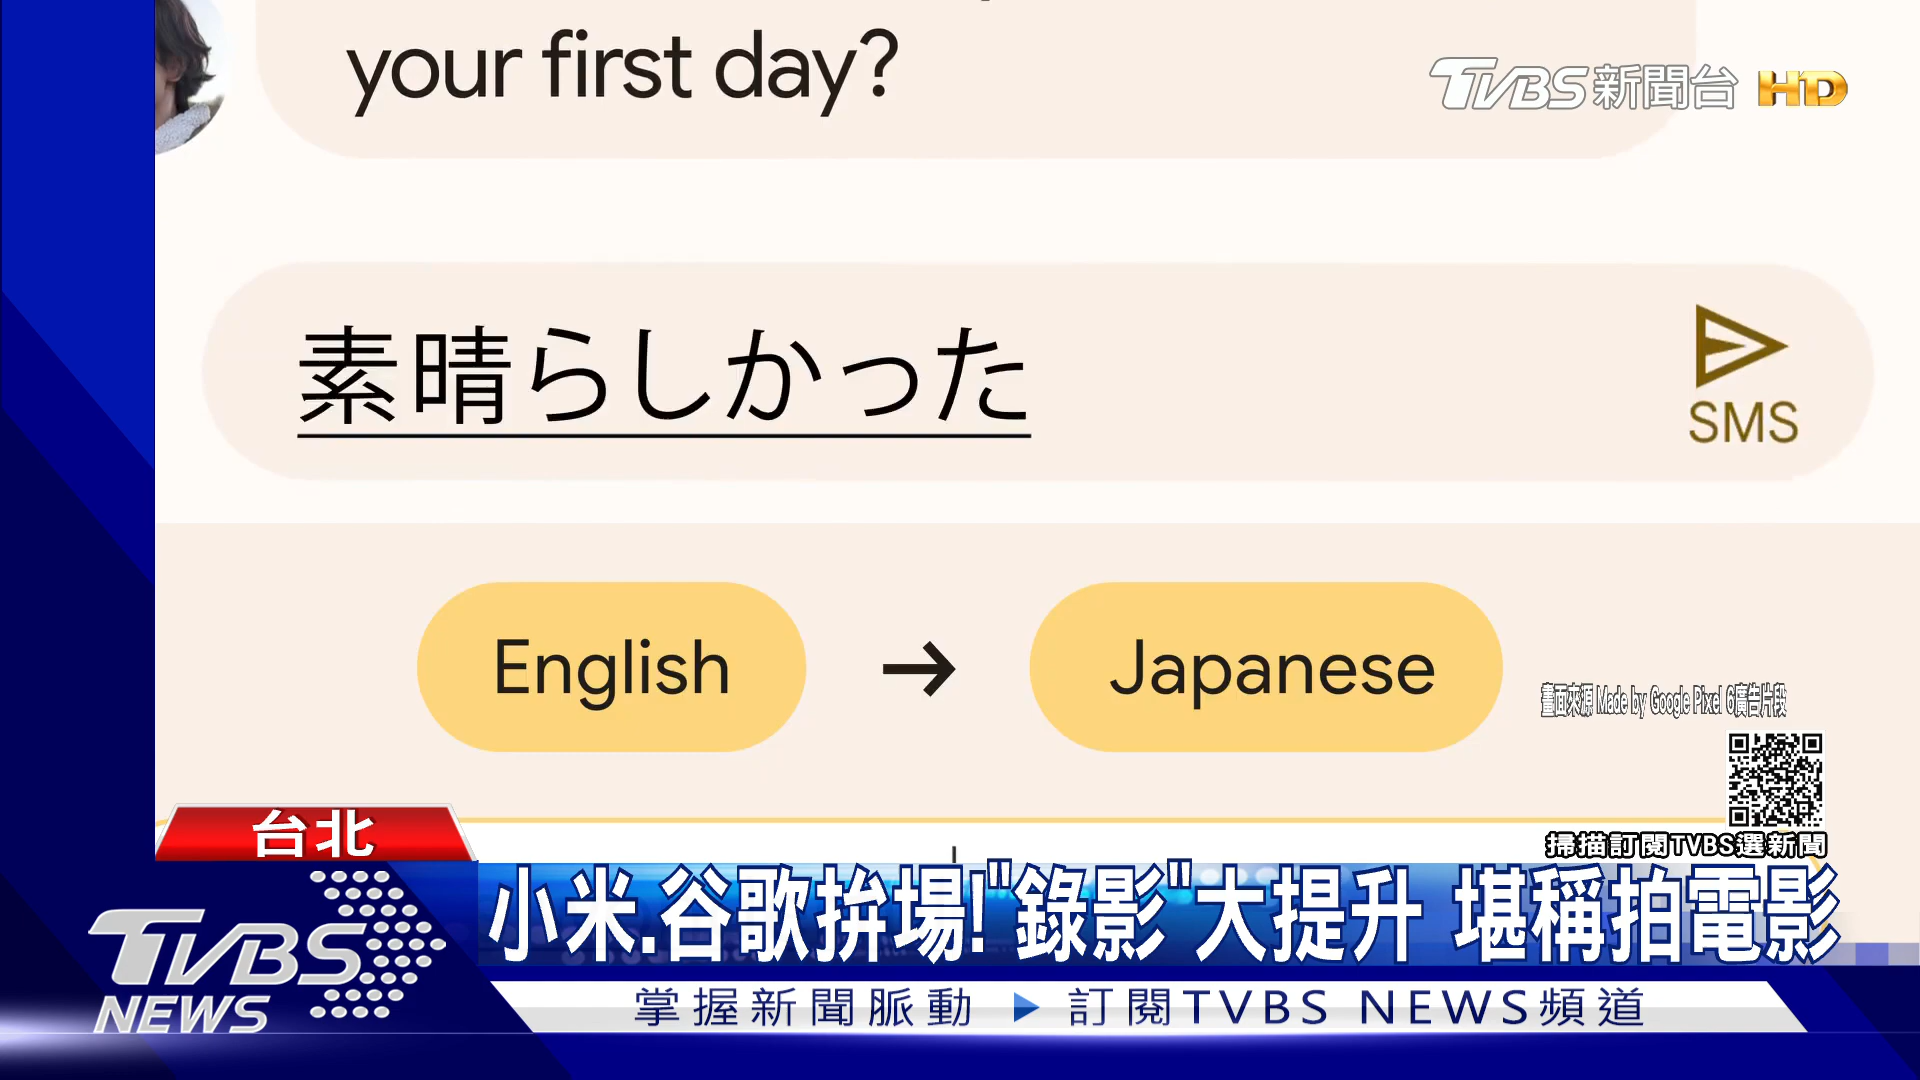 your first day?
TVBS新聞台 HD
素晴らしかった
SMS
English → Japanese
畫面來源 Made by Google Pixel 6廣告片段
掃描訂閱TVBS選新聞
台北
小米.谷歌拚場!"錄影"大提升 堪稱拍電影
TVBS
NEWS
掌握新聞脈動 ▶ 訂閱TVBS NEWS頻道